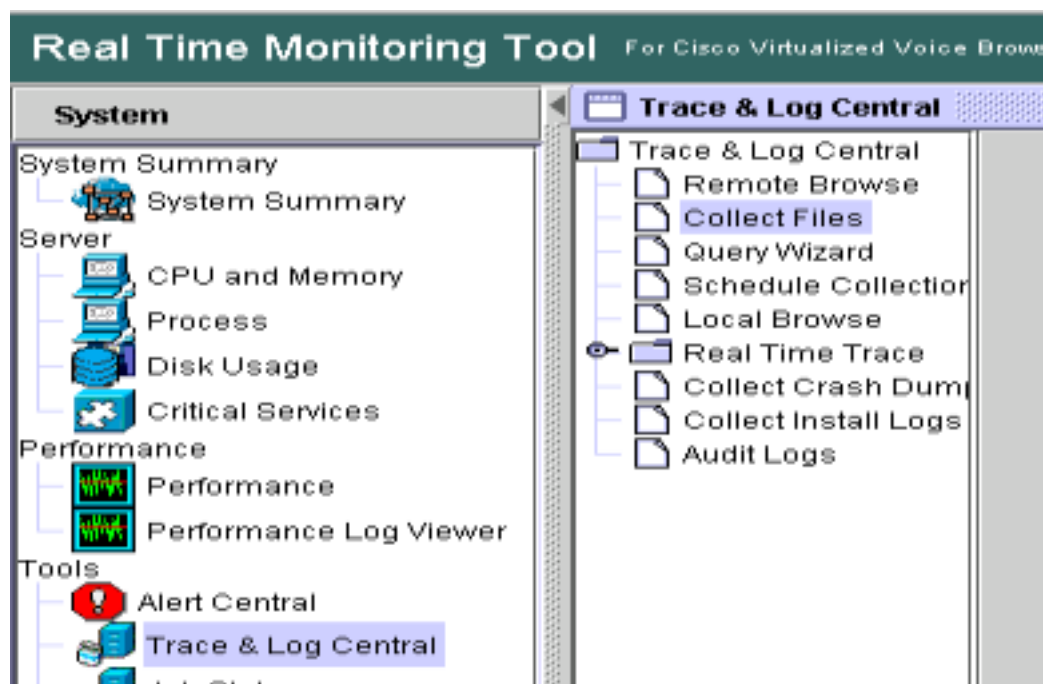 Real Time Monitoring Tool For Cisco Virtualized Voice
System
System Summary
System Summary
Server
CPU and Memory
Process
Disk Usage
Critical Services
Performance
Performance
Performance Log Viewer
Tools
Alert Central
Trace & Log Central
Trace & Log Central
Trace & Log Central
Remote Browse
Collect Files
Query Wizard
Schedule Collection
Local Browse
Real Time Trace
Collect Crash Dump
Collect Install Logs
Audit Logs